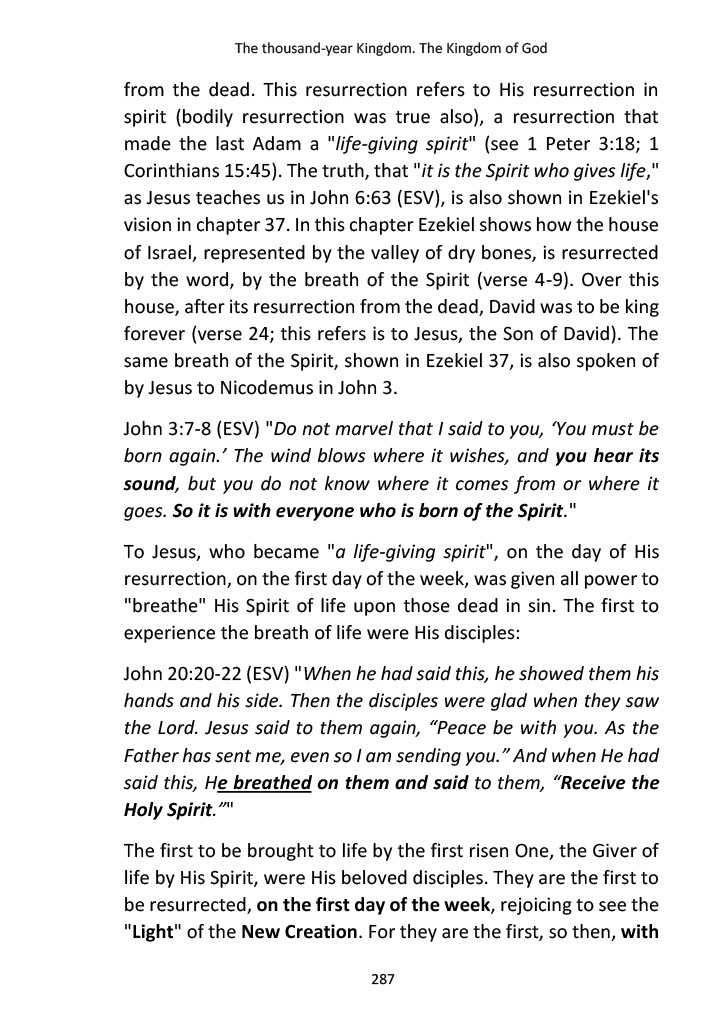 The thousand-year Kingdom. The Kingdom of God
from the dead. This resurrection refers to His resurrection in
spirit (bodily resurrection was true also), a resurrection that
made the last Adam a "life-giving spirit" (see 1 Peter 3:18; 1
Corinthians 15:45). The truth, that "it is the Spirit who gives life,"
as Jesus teaches us in John 6:63 (ESV), is also shown in Ezekiel's
vision in chapter 37. In this chapter Ezekiel shows how the house
of Israel, represented by the valley of dry bones, is resurrected
by the word, by the breath of the Spirit (verse 4-9). Over this
house, after its resurrection from the dead, David was to be king
forever (verse 24; this refers is to Jesus, the Son of David). The
same breath of the Spirit, shown in Ezekiel 37, is also spoken of
by Jesus to Nicodemus in John 3.
John 3:7-8 (ESV) "Do not marvel that I said to you, ‘You must be
born again.’ The wind blows where it wishes, and you hear its
sound, but you do not know where it comes from or where it
goes. So it is with everyone who is born of the Spirit."
To Jesus, who became "a life-giving spirit", on the day of His
resurrection, on the first day of the week, was given all power to
"breathe" His Spirit of life upon those dead in sin. The first to
experience the breath of life were His disciples:
John 20:20-22 (ESV) "When he had said this, he showed them his
hands and his side. Then the disciples were glad when they saw
the Lord. Jesus said to them again, “Peace be with you. As the
Father has sent me, even so I am sending you.” And when He had
said this, He breathed on them and said to them, “Receive the
Holy Spirit.”"
The first to be brought to life by the first risen One, the Giver of
life by His Spirit, were His beloved disciples. They are the first to
be resurrected, on the first day of the week, rejoicing to see the
"Light" of the New Creation. For they are the first, so then, with
287